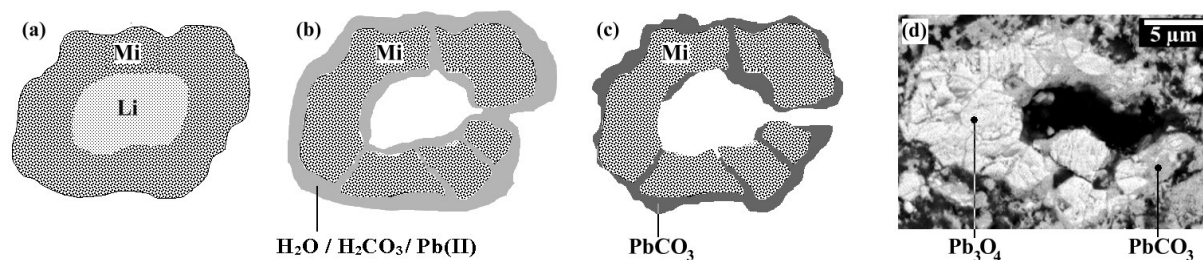 (a)
Mi
Li
(b)
Mi
H₂O / H₂CO₃ / Pb(II)
(c)
Mi
PbCO₃
(d)
5 µm
Pb₃O₄
PbCO₃